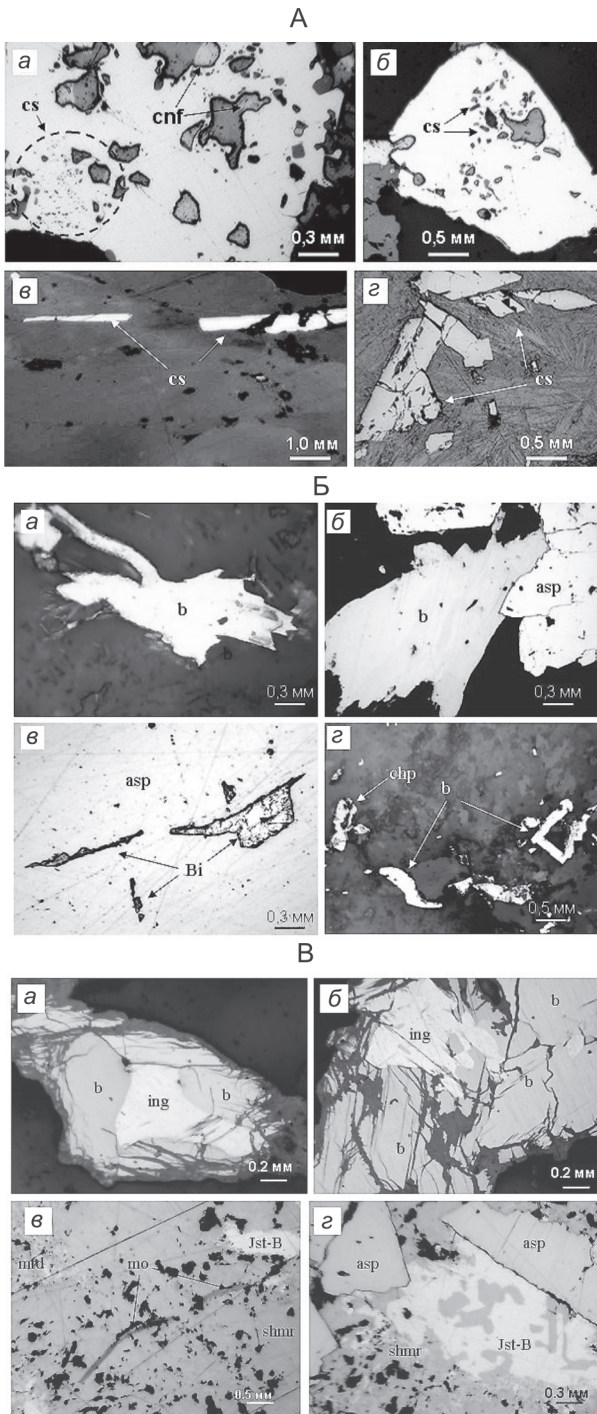 А
а
cs
cnf
0,3 мм
б
cs
0,5 мм
в
cs
1,0 мм
г
cs
0,5 мм
Б
а
b
b
0,3 мм
б
b
asp
0,3 мм
в
asp
Bi
0,3 мм
г
chp
b
0,5 мм
В
а
b
ing
b
0.2 мм
б
ing
b
b
b
0.2 мм
в
Jst-B
mo
shmr
0.5 мм
г
asp
asp
shmr
Jst-B
0.3 мм